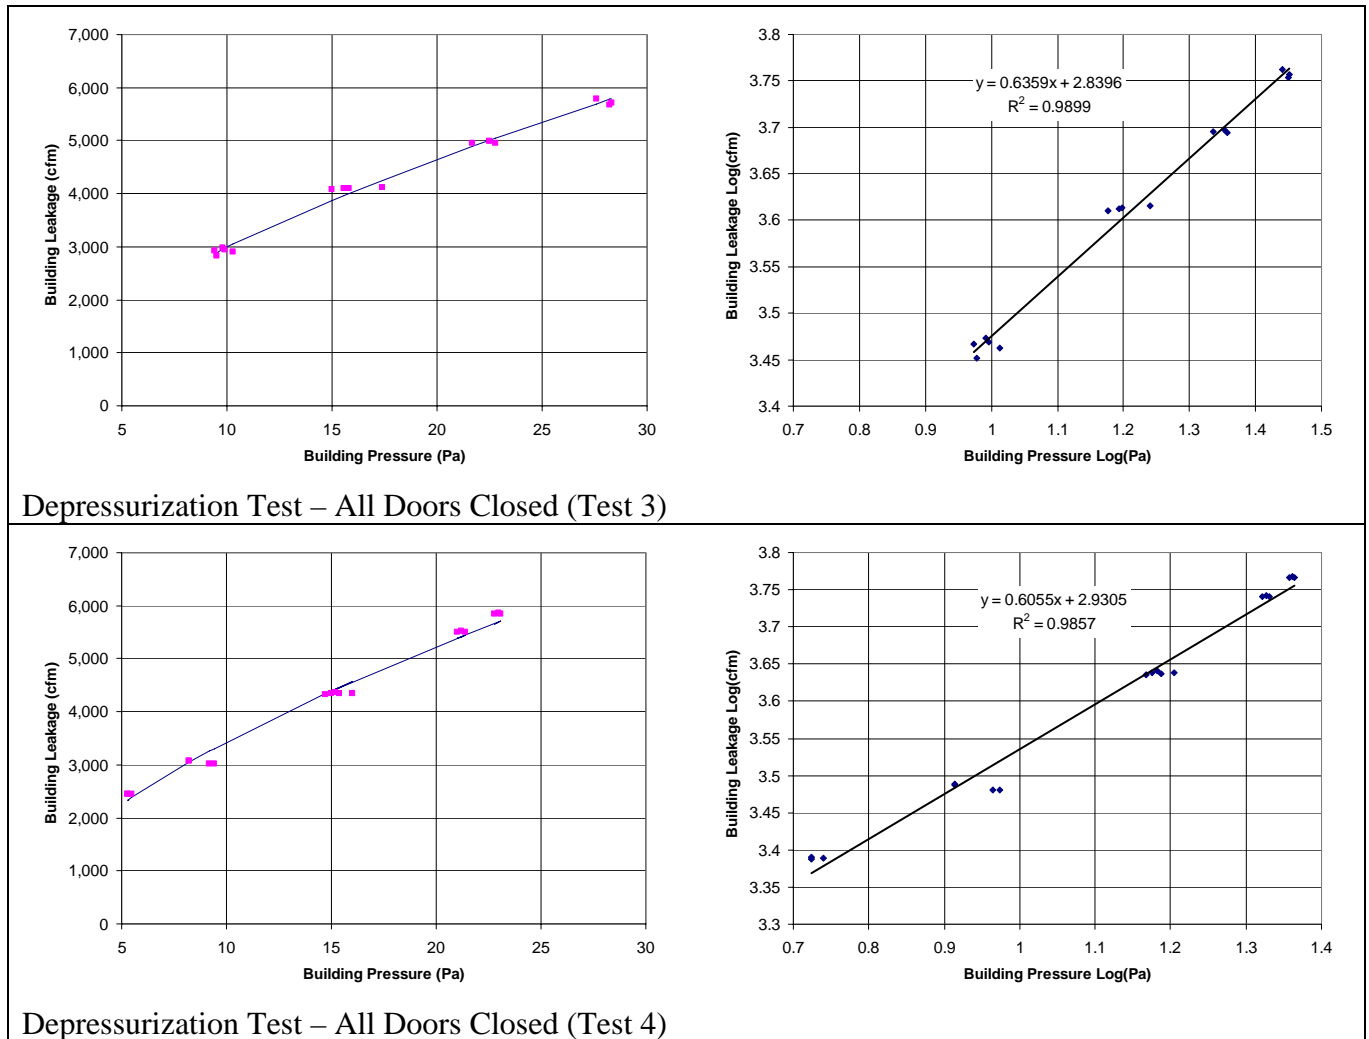 7,000
6,000
5,000
4,000
3,000
2,000
1,000
0
5 10 15 20 25 30
Building Leakage (cfm)
Building Pressure (Pa)
3.8
3.75
3.7
3.65
3.6
3.55
3.5
3.45
3.4
0.7 0.8 0.9 1 1.1 1.2 1.3 1.4 1.5
Building Leakage Log(cfm)
Building Pressure Log(Pa)
y = 0.6359x + 2.8396
R² = 0.9899
Depressurization Test – All Doors Closed (Test 3)
7,000
6,000
5,000
4,000
3,000
2,000
1,000
0
5 10 15 20 25 30
Building Leakage (cfm)
Building Pressure (Pa)
3.8
3.75
3.7
3.65
3.6
3.55
3.5
3.45
3.4
3.35
3.3
0.7 0.8 0.9 1 1.1 1.2 1.3 1.4
Building Leakage Log(cfm)
Building Pressure Log(Pa)
y = 0.6055x + 2.9305
R² = 0.9857
Depressurization Test – All Doors Closed (Test 4)